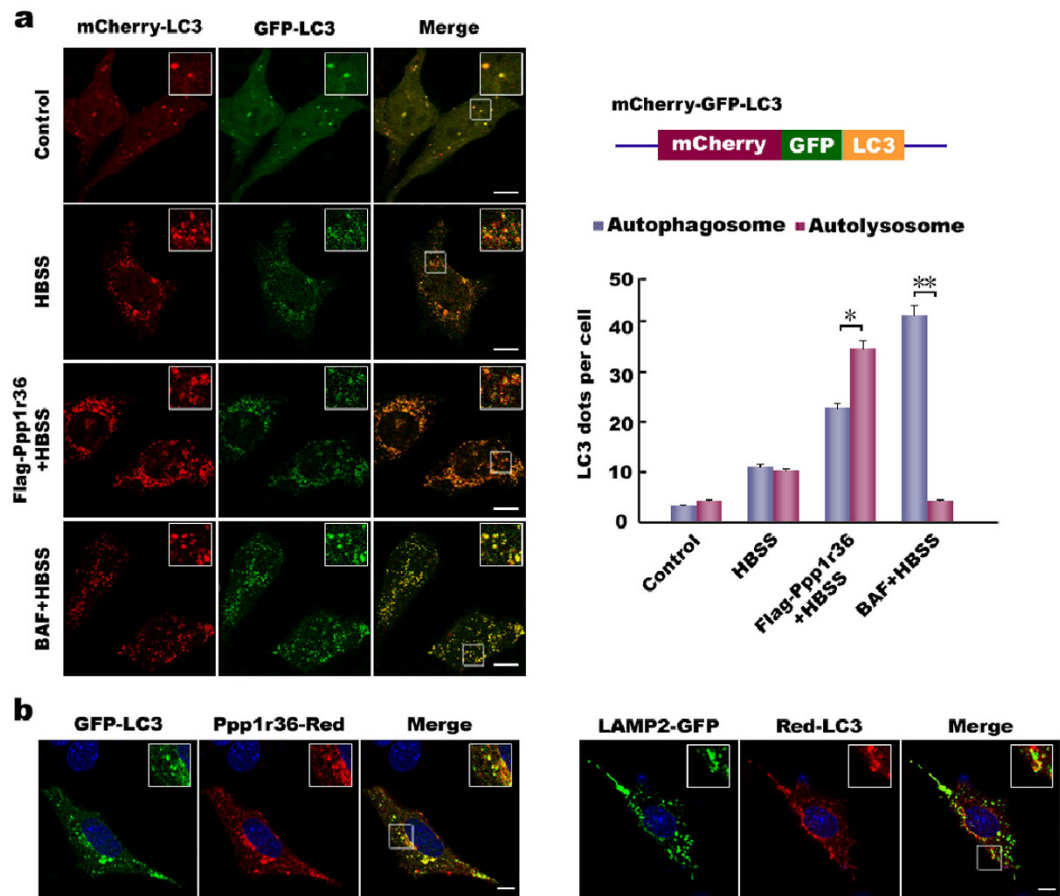 a
mCherry-LC3 GFP-LC3 Merge
Control
HBSS
Flag-Ppp1r36
+HBSS
BAF+HBSS
mCherry-GFP-LC3
mCherry GFP LC3
Autophagosome Autolysosome
LC3 dots per cell
50
40
30
20
10
0
*
**
Control
HBSS
Flag-Ppp1r36
+HBSS
BAF+HBSS
b
GFP-LC3 Ppp1r36-Red Merge
LAMP2-GFP Red-LC3 Merge